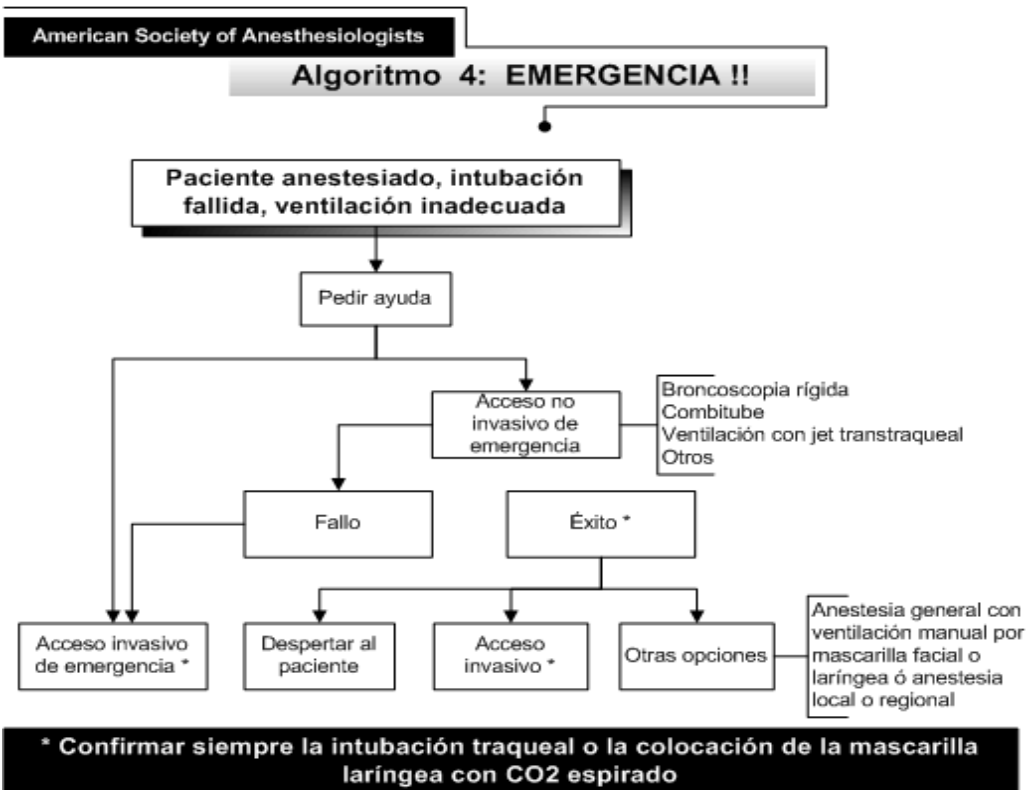 American Society of Anesthesiologists
Algoritmo 4: EMERGENCIA !!
Paciente anestesiado, intubación
fallida, ventilación inadecuada
Pedir ayuda
Acceso no
invasivo de
emergencia
Broncoscopia rígida
Combitube
Ventilación con jet transtraqueal
Otros
Fallo
Éxito *
Acceso invasivo
de emergencia *
Despertar al
paciente
Acceso
invasivo *
Otras opciones
Anestesia general con
ventilación manual por
mascarilla facial o
laríngea ó anestesia
local o regional
* Confirmar siempre la intubación traqueal o la colocación de la mascarilla
laríngea con CO2 espirado